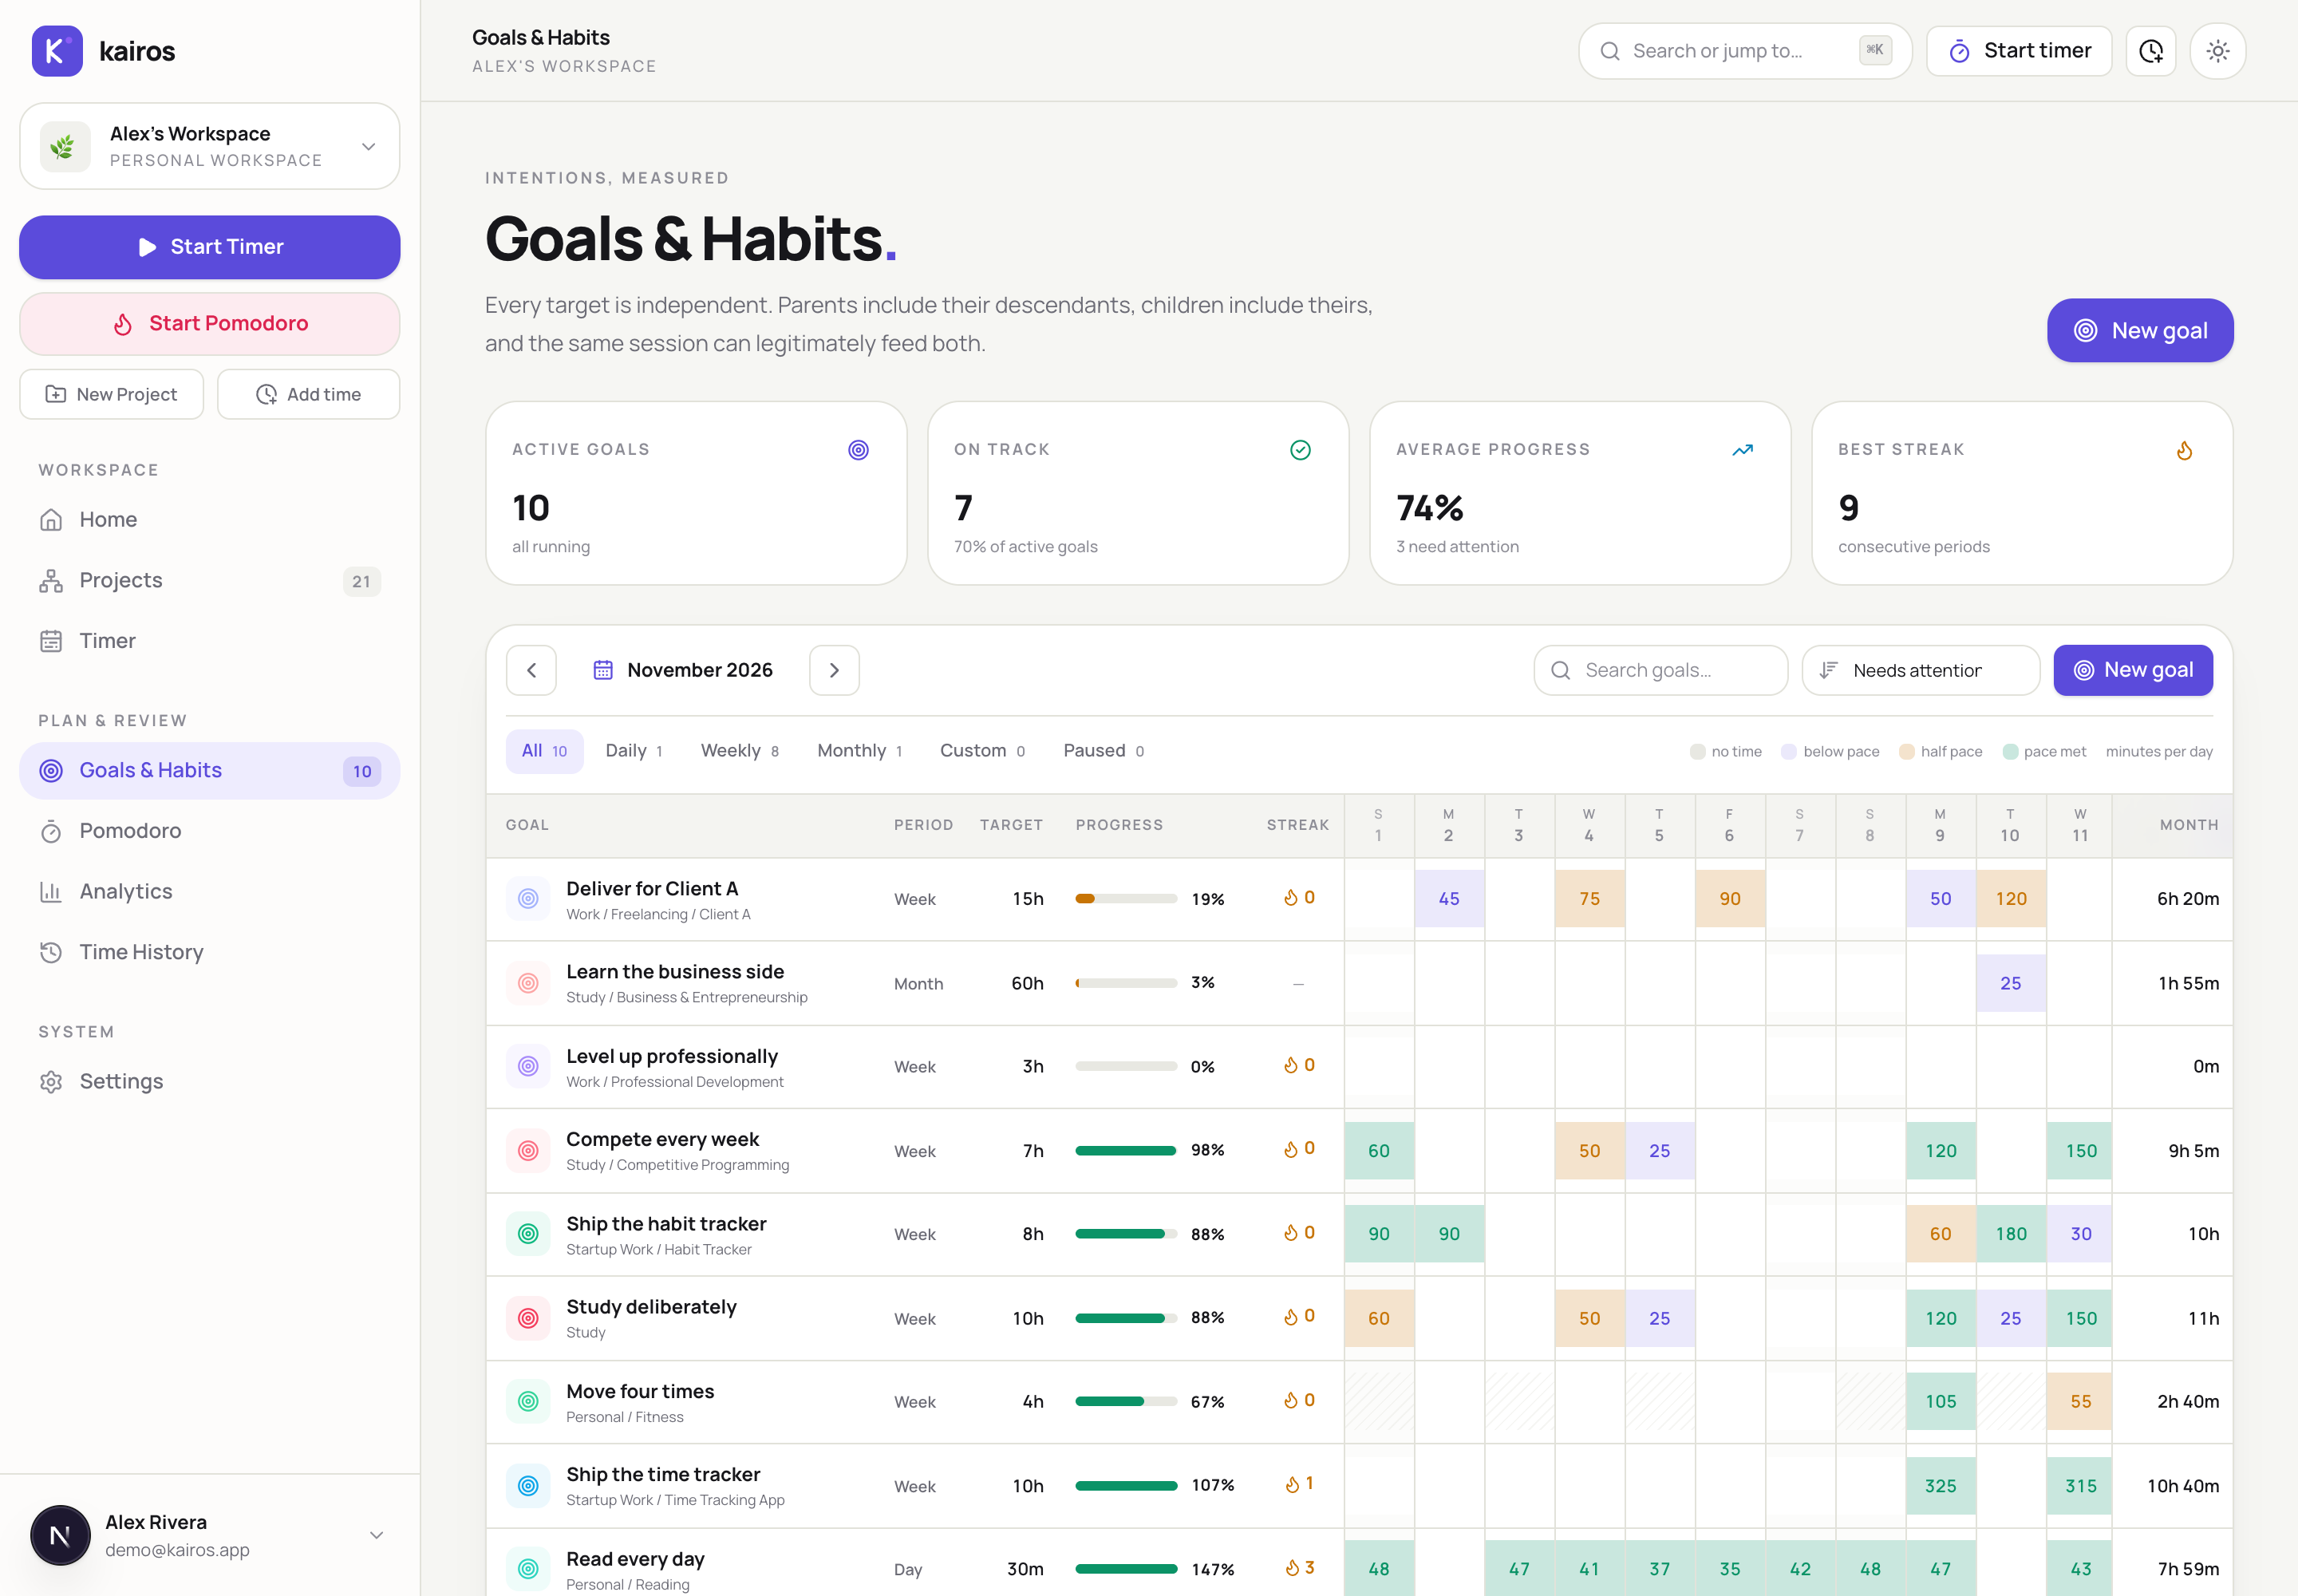 kairos
Alex's Workspace
PERSONAL WORKSPACE
Start Timer
Start Pomodoro
New Project
Add time
WORKSPACE
Home
Projects 21
Timer
PLAN & REVIEW
Goals & Habits 10
Pomodoro
Analytics
Time History
SYSTEM
Settings
Alex Rivera
demo@kairos.app
Goals & Habits
ALEX'S WORKSPACE
Search or jump to... ⌘K
Start timer
INTENTIONS, MEASURED
Goals & Habits.
Every target is independent. Parents include their descendants, children include theirs,
and the same session can legitimately feed both.
New goal
ACTIVE GOALS
10
all running
ON TRACK
7
70% of active goals
AVERAGE PROGRESS
74%
3 need attention
BEST STREAK
9
consecutive periods
November 2026
Search goals...
Needs attention
New goal
All 10 Daily 1 Weekly 8 Monthly 1 Custom 0 Paused 0
no time below pace half pace pace met minutes per day
GOAL PERIOD TARGET PROGRESS STREAK S 1 M 2 T 3 W 4 T 5 F 6 S 7 S 8 M 9 T 10 W 11 MONTH
Deliver for Client A
Work / Freelancing / Client A
Week 15h 19% 0 45 75 90 50 120 6h 20m
Learn the business side
Study / Business & Entrepreneurship
Month 60h 3% – 25 1h 55m
Level up professionally
Work / Professional Development
Week 3h 0% 0 0m
Compete every week
Study / Competitive Programming
Week 7h 98% 0 60 50 25 120 150 9h 5m
Ship the habit tracker
Startup Work / Habit Tracker
Week 8h 88% 0 90 90 60 180 30 10h
Study deliberately
Study
Week 10h 88% 0 60 50 25 120 25 150 11h
Move four times
Personal / Fitness
Week 4h 67% 0 105 55 2h 40m
Ship the time tracker
Startup Work / Time Tracking App
Week 10h 107% 1 325 315 10h 40m
Read every day
Personal / Reading
Day 30m 147% 3 48 47 41 37 35 42 48 47 43 7h 59m